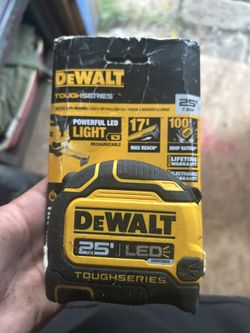 DEWALT
TOUGHSERIES
25'
7.6m
POWERFUL LED
LIGHT
RECHARGEABLE
17'
MAX REACH
100'
DROP RATING
LIFETIME
WARRANTY
DEWALT
25'
LED
TOUGHSERIES